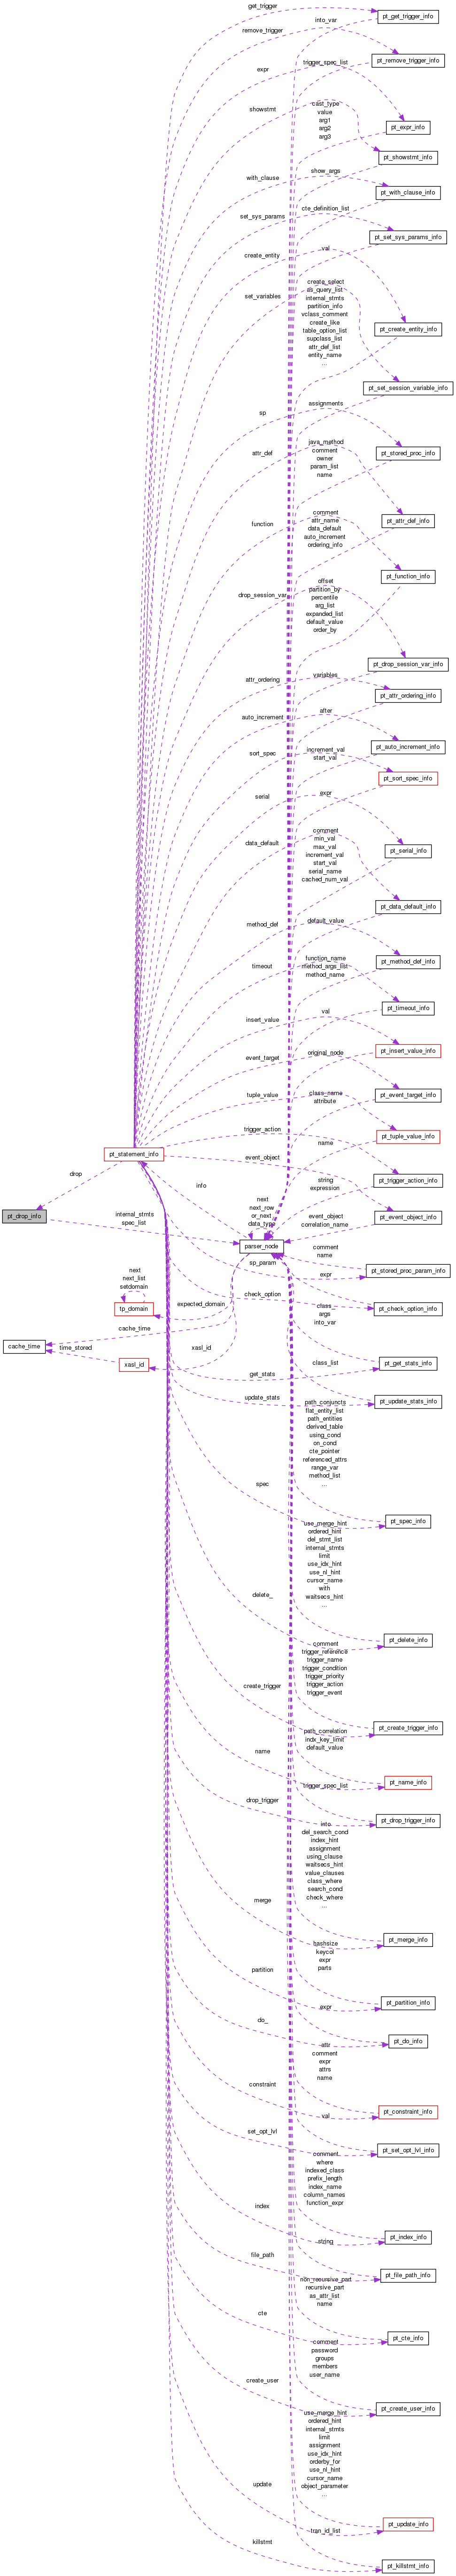 get_trigger
pt_get_trigger_info
into_var
remove_trigger
pt_remove_trigger_info
trigger_spec_list
expr
pt_expr_info
cast_type
value
arg1
arg2
arg3
showstmt
pt_showstmt_info
show_args
with_clause
pt_with_clause_info
cte_definition_list
set_sys_params
pt_set_sys_params_info
val
create_entity
pt_create_entity_info
create_select
as_query_list
internal_stmts
partition_info
vclass_comment
create_like
table_option_list
supclass_list
attr_def_list
entity_name
...
set_variables
pt_set_session_variable_info
assignments
sp
pt_stored_proc_info
java_method
comment
owner
param_list
name
attr_def
pt_attr_def_info
comment
attr_name
data_default
auto_increment
ordering_info
function
pt_function_info
offset
partition_by
percentile
arg_list
expanded_list
default_value
order_by
drop_session_var
pt_drop_session_var_info
variables
attr_ordering
pt_attr_ordering_info
after
auto_increment
pt_auto_increment_info
increment_val
start_val
sort_spec
pt_sort_spec_info
expr
serial
pt_serial_info
comment
min_val
max_val
increment_val
start_val
serial_name
cached_num_val
data_default
pt_data_default_info
default_value
method_def
pt_method_def_info
function_name
method_args_list
method_name
timeout
pt_timeout_info
val
insert_value
pt_insert_value_info
original_node
event_target
pt_event_target_info
class_name
attribute
tuple_value
pt_tuple_value_info
name
trigger_action
pt_trigger_action_info
string
expression
event_object
pt_event_object_info
event_object
correlation_name
pt_statement_info
drop
pt_drop_info
internal_stmts
spec_list
info
next
next_row
or_next
data_type
parser_node
sp_param
pt_stored_proc_param_info
comment
name
next
next_list
setdomain
tp_domain
expected_domain
cache_time
cache_time
time_stored
xasl_id
xasl_id
check_option
pt_check_option_info
expr
get_stats
pt_get_stats_info
class_
args
into_var
update_stats
pt_update_stats_info
class_list
spec
pt_spec_info
path_conjuncts
flat_entity_list
path_entities
derived_table
using_cond
on_cond
cte_pointer
referenced_attrs
range_var
method_list
...
delete_
pt_delete_info
use_merge_hint
ordered_hint
del_stmt_list
internal_stmts
limit
use_idx_hint
use_nl_hint
cursor_name
with
waitsecs_hint
...
create_trigger
pt_create_trigger_info
comment
trigger_reference
trigger_name
trigger_condition
trigger_priority
trigger_action
trigger_event
name
pt_name_info
path_correlation
indx_key_limit
default_value
drop_trigger
pt_drop_trigger_info
trigger_spec_list
merge
pt_merge_info
into
del_search_cond
index_hint
assignment
using_clause
waitsecs_hint
value_clauses
class_where
search_cond
check_where
...
partition
pt_partition_info
hashsize
keycol
expr
parts
do_
pt_do_info
expr
constraint
pt_constraint_info
attr
comment
expr
attrs
name
set_opt_lvl
pt_set_opt_lvl_info
val
index
pt_index_info
comment
where
indexed_class
prefix_length
index_name
column_names
function_expr
file_path
pt_file_path_info
string
cte
pt_cte_info
non_recursive_part
recursive_part
as_attr_list
name
create_user
pt_create_user_info
comment
password
groups
members
user_name
update
pt_update_info
use_merge_hint
ordered_hint
internal_stmts
limit
assignment
use_idx_hint
orderby_for
use_nl_hint
cursor_name
object_parameter
...
killstmt
pt_killstmt_info
tran_id_list